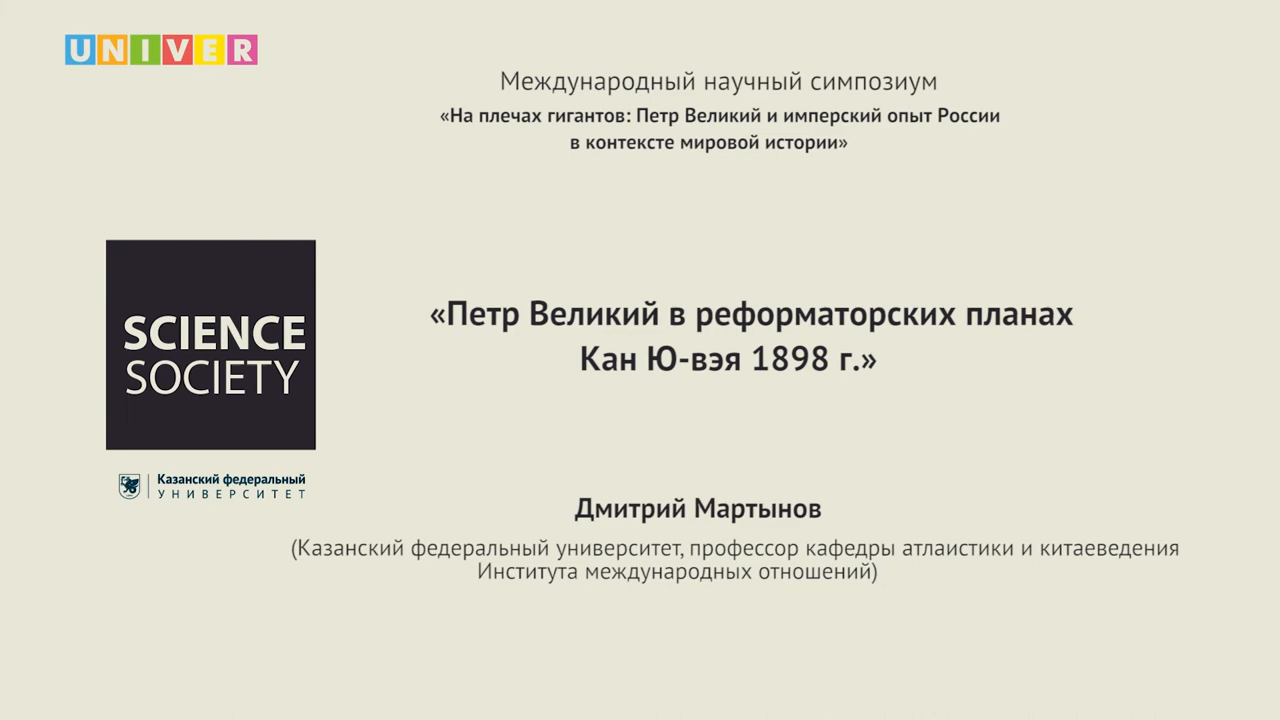 UNIVER
Международный научный симпозиум
«На плечах гигантов: Петр Великий и имперский опыт России
в контексте мировой истории»
SCIENCE
SOCIETY
«Петр Великий в реформаторских планах
Кан Ю-вэя 1898 г.»
Казанский федеральный
УНИВЕРСИТЕТ
Дмитрий Мартынов
(Казанский федеральный университет, профессор кафедры атлаистики и китаеведения
Института международных отношений)